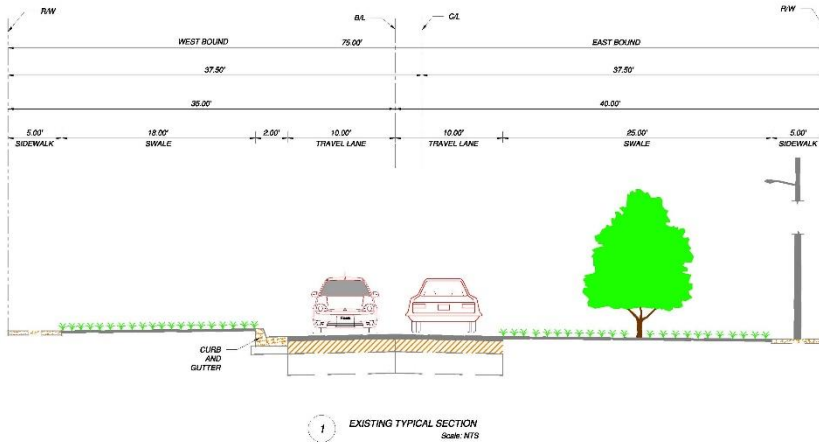 R/W
B/L
C/L
R/W
WEST BOUND
75.00'
EAST BOUND
37.50'
37.50'
35.00'
40.00'
5.00'
18.00'
2.00'
10.00'
10.00'
25.00'
5.00'
SIDEWALK
SWALE
TRAVEL LANE
TRAVEL LANE
SWALE
SIDEWALK
CURB
AND
GUTTER
1
EXISTING TYPICAL SECTION
Scale: NTS